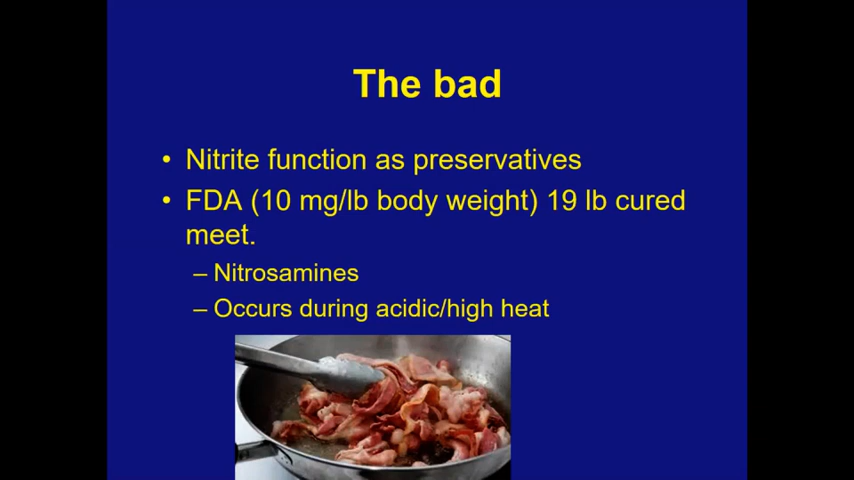 The bad
• Nitrite function as preservatives
• FDA (10 mg/lb body weight) 19 lb cured
meet.
– Nitrosamines
– Occurs during acidic/high heat